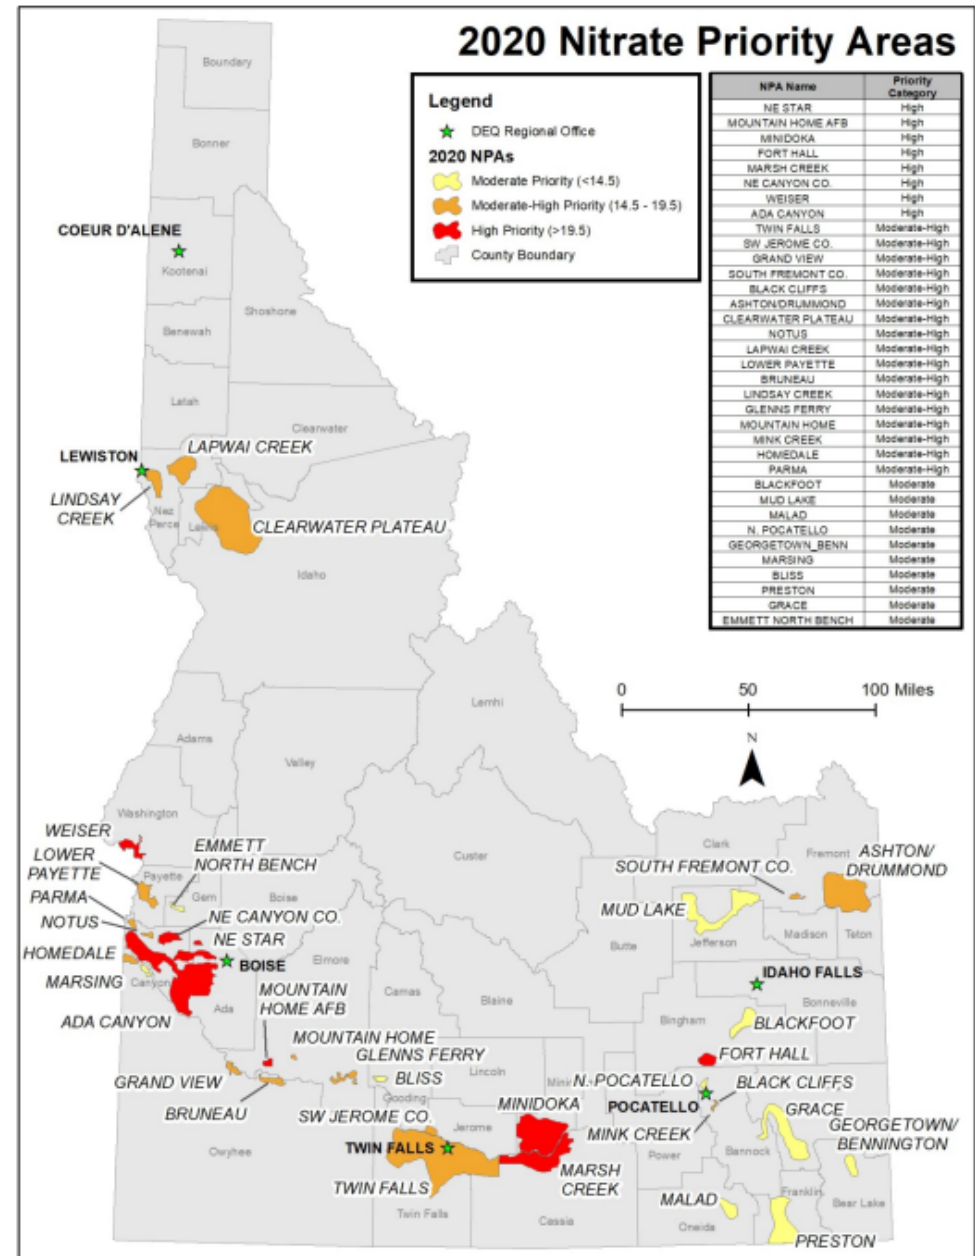 2020 Nitrate Priority Areas
Legend
DEQ Regional Office
2020 NPAs
Moderate Priority (<14.5)
Moderate-High Priority (14.5 - 19.5)
High Priority (>19.5)
County Boundary
NPA Name Priority Category
NE STAR High
MOUNTAIN HOME AFB High
MINIDOKA High
FORT HALL High
MARSH CREEK High
NE CANYON CO. High
WEISER High
ADA CANYON High
TWIN FALLS Moderate-High
SW JEROME CO. Moderate-High
GRAND VIEW Moderate-High
SOUTH FREMONT CO. Moderate-High
BLACK CLIFFS Moderate-High
ASHTON/DRUMMOND Moderate-High
CLEARWATER PLATEAU Moderate-High
NOTUS Moderate-High
LAPWAI CREEK Moderate-High
LOWER PAYETTE Moderate-High
BRUNEAU Moderate-High
LINDSAY CREEK Moderate-High
GLENNS FERRY Moderate-High
MOUNTAIN HOME Moderate-High
MINK CREEK Moderate-High
HOMEDALE Moderate-High
PARMA Moderate-High
BLACKFOOT Moderate
MUD LAKE Moderate
MALAD Moderate
N. POCATELLO Moderate
GEORGETOWN_BENN Moderate
MARSING Moderate
BLISS Moderate
PRESTON Moderate
GRACE Moderate
EMMETT NORTH BENCH Moderate
Boundary
Bonner
COEUR D'ALENE
Kootenai
Shoshone
Benewah
Latah
Clearwater
LAPWAI CREEK
LEWISTON
LINDSAY
CREEK
Nez
Perce
Lewis
CLEARWATER PLATEAU
Idaho
0 50 100 Miles
N
Lemhi
Adams
Valley
Washington
WEISER
LOWER
PAYETTE
Payette
EMMETT
NORTH BENCH
Gem
Boise
Custer
Clark
Fremont
SOUTH FREMONT CO.
ASHTON/
DRUMMOND
PARMA
NOTUS
NE CANYON CO.
NE STAR
MUD LAKE
Jefferson
Madison
Teton
Butte
HOMEDALE
MARSING
Canyon
BOISE
Elmore
ADA CANYON
Ada
MOUNTAIN
HOME AFB
Camas
Blaine
IDAHO FALLS
Bonneville
Bingham
BLACKFOOT
MOUNTAIN HOME
GLENNS FERRY
BLISS
Gooding
Lincoln
FORT HALL
GRAND VIEW
BRUNEAU
N. POCATELLO
BLACK CLIFFS
POCATELLO
MINK CREEK
SW JEROME CO.
Jerome
MINIDOKA
GRACE
GEORGETOWN/
BENNINGTON
Owyhee
TWIN FALLS
TWIN FALLS
MARSH
CREEK
Power
Bannock
Twin Falls
Cassia
MALAD
Oneida
Franklin
Bear Lake
PRESTON